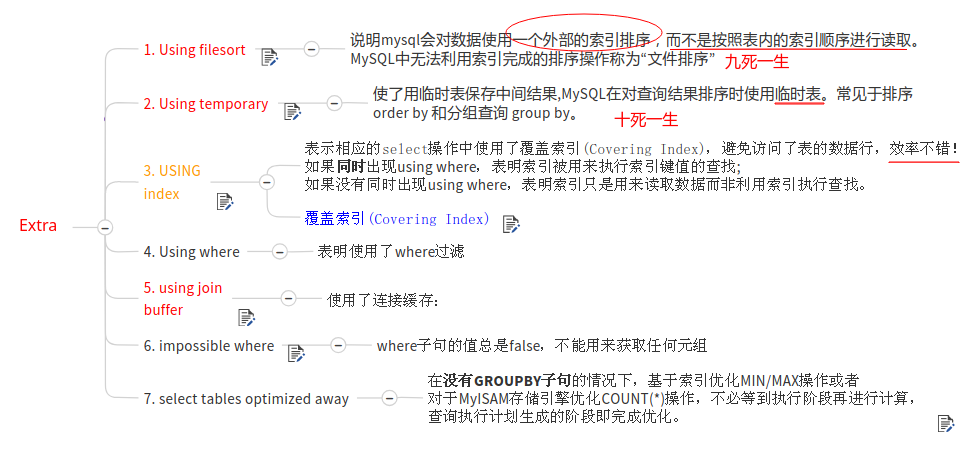 Extra
1. Using filesort
说明mysql会对数据使用一个外部的索引排序，而不是按照表内的索引顺序进行读取。
MySQL中无法利用索引完成的排序操作称为“文件排序”
九死一生
2. Using temporary
使了用临时表保存中间结果,MySQL在对查询结果排序时使用临时表。常见于排序
order by 和分组查询 group by。
十死一生
3. USING
index
表示相应的select操作中使用了覆盖索引(Covering Index)，避免访问了表的数据行，效率不错！
如果同时出现using where，表明索引被用来执行索引键值的查找;
如果没有同时出现using where，表明索引只是用来读取数据而非利用索引执行查找。
覆盖索引(Covering Index)
4. Using where
表明使用了where过滤
5. using join
buffer
使用了连接缓存：
6. impossible where
where子句的值总是false，不能用来获取任何元组
7. select tables optimized away
在没有GROUPBY子句的情况下，基于索引优化MIN/MAX操作或者
对于MyISAM存储引擎优化COUNT(*)操作，不必等到执行阶段再进行计算，
查询执行计划生成的阶段即完成优化。